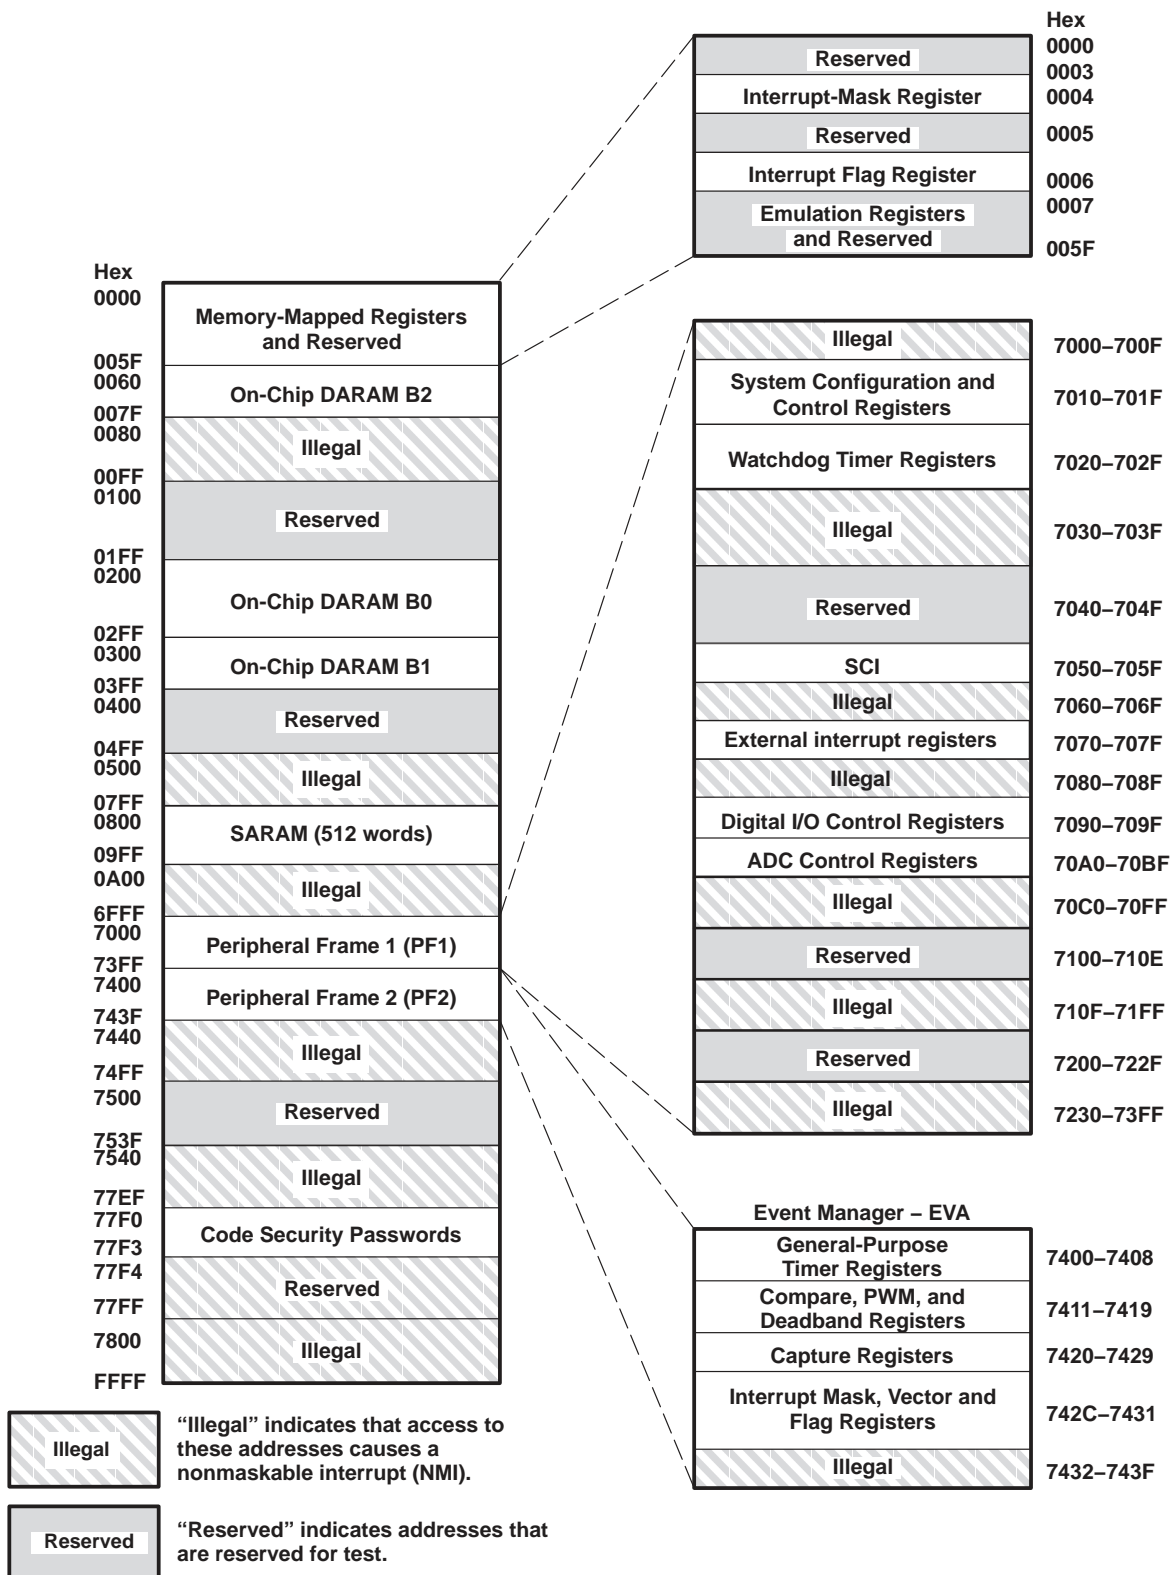 Hex
0000
Reserved
0003
Interrupt-Mask Register
0004
Reserved
0005
Interrupt Flag Register
0006
0007
Emulation Registers
and Reserved
005F
Hex
0000
Memory-Mapped Registers
and Reserved
005F
0060
On-Chip DARAM B2
007F
0080
Illegal
00FF
0100
Reserved
01FF
0200
On-Chip DARAM B0
02FF
0300
On-Chip DARAM B1
03FF
0400
Reserved
04FF
0500
Illegal
07FF
0800
SARAM (512 words)
09FF
0A00
Illegal
6FFF
7000
Peripheral Frame 1 (PF1)
73FF
7400
Peripheral Frame 2 (PF2)
743F
7440
Illegal
74FF
7500
Reserved
753F
7540
Illegal
77EF
77F0
Code Security Passwords
77F3
77F4
Reserved
77FF
7800
Illegal
FFFF
Illegal
7000–700F
System Configuration and
Control Registers
7010–701F
Watchdog Timer Registers
7020–702F
Illegal
7030–703F
Reserved
7040–704F
SCI
7050–705F
Illegal
7060–706F
External interrupt registers
7070–707F
Illegal
7080–708F
Digital I/O Control Registers
7090–709F
ADC Control Registers
70A0–70BF
Illegal
70C0–70FF
Reserved
7100–710E
Illegal
710F–71FF
Reserved
7200–722F
Illegal
7230–73FF
Event Manager – EVA
General-Purpose
Timer Registers
7400–7408
Compare, PWM, and
Deadband Registers
7411–7419
Capture Registers
7420–7429
Interrupt Mask, Vector and
Flag Registers
742C–7431
Illegal
7432–743F
Illegal
“Illegal” indicates that access to
these addresses causes a
nonmaskable interrupt (NMI).
Reserved
“Reserved” indicates addresses that
are reserved for test.